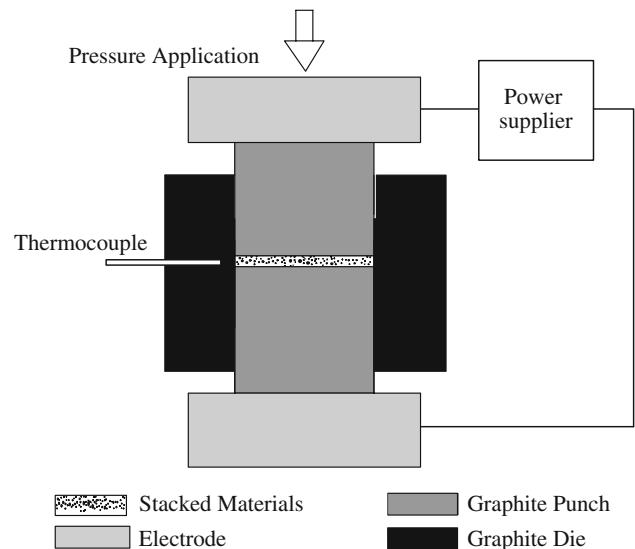 Pressure Application
Power
supplier
Thermocouple
Stacked Materials
Graphite Punch
Electrode
Graphite Die